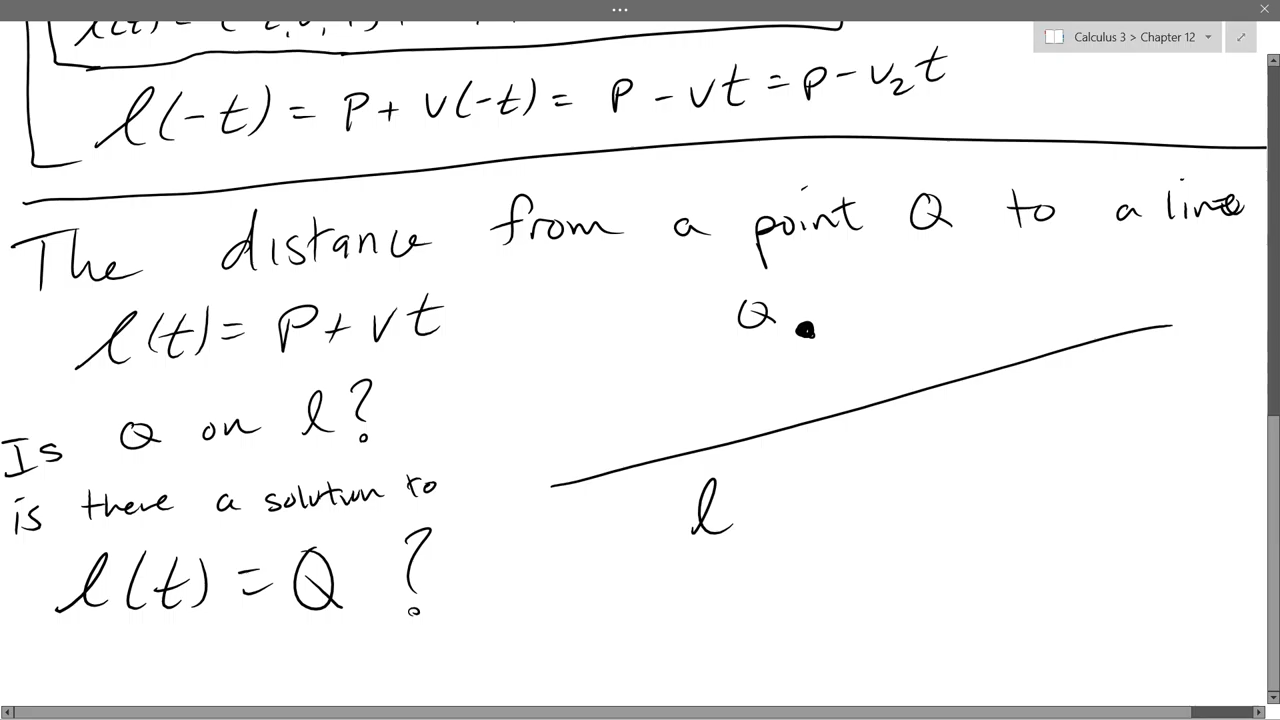 Calculus 3 > Chapter 12
l(-t) = P + v(-t) = P - vt = P - v₂t
The distance from a point Q to a line
l(t) = P + vt
Q
Is Q on l?
is there a solution to
l
l(t) = Q ?